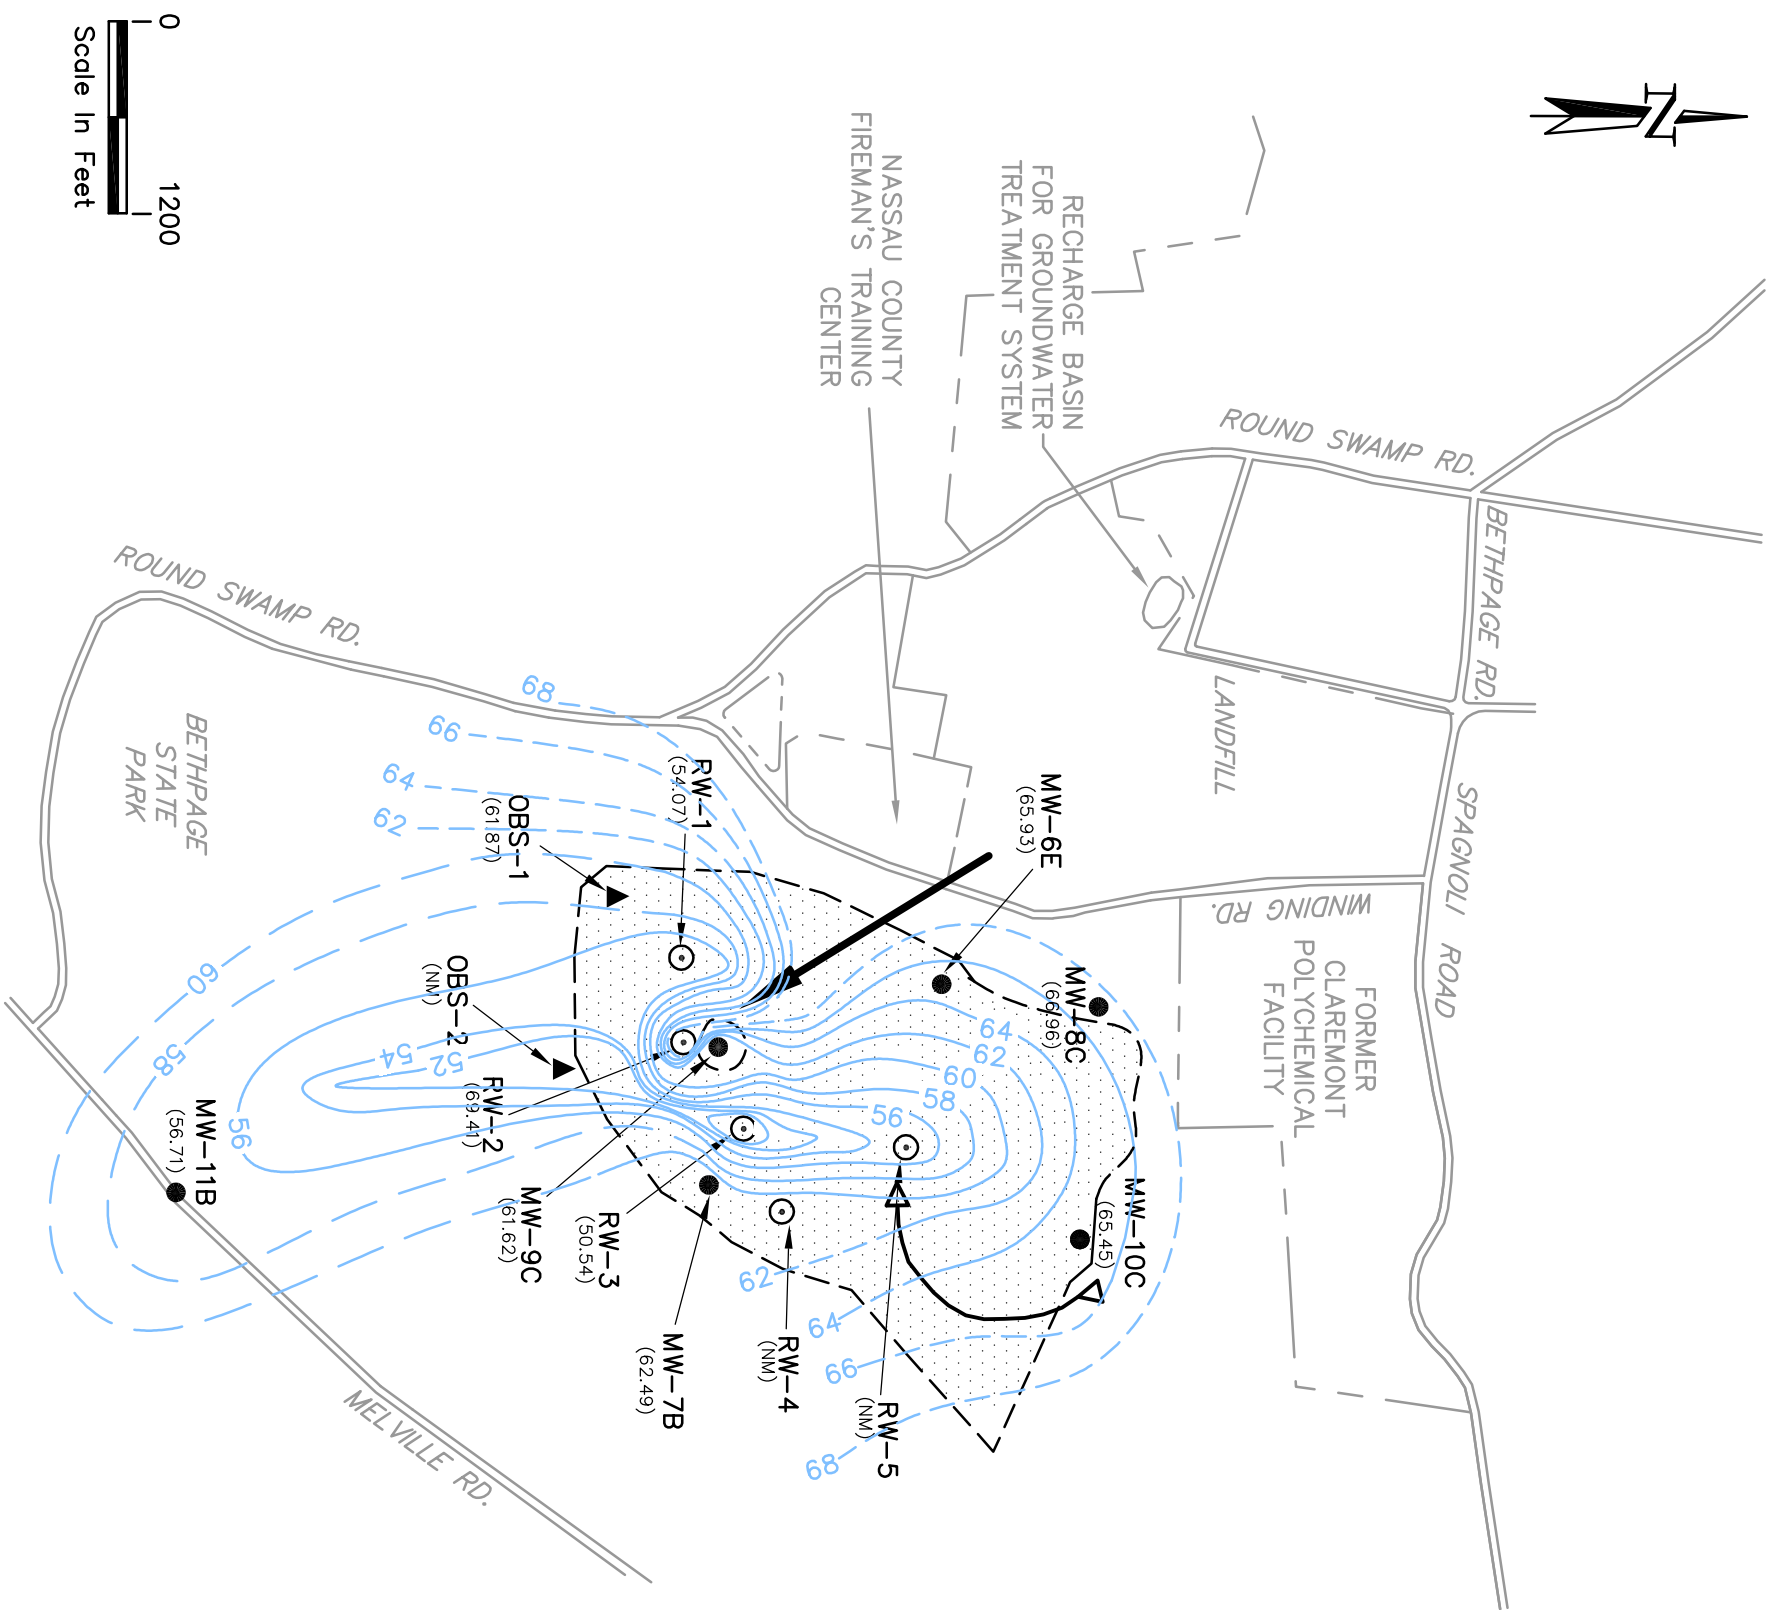 N
0 1200
Scale In Feet
ROUND SWAMP RD.
BETHPAGE RD.
SPAGNOLI ROAD
RECHARGE BASIN
FOR GROUNDWATER
TREATMENT SYSTEM
NASSAU COUNTY
FIREMAN'S TRAINING
CENTER
LANDFILL
WINDING RD.
FORMER
CLAREMONT
POLYCHEMICAL
FACILITY
ROUND SWAMP RD.
BETHPAGE
STATE
PARK
MELVILLE RD.
MW-6E
(65.93)
MW-8C
(66.96)
MW-10C
(65.45)
RW-1
(54.07)
OBS-1
(61.87)
OBS-2
(NM)
RW-2
(69.41)
MW-9C
(61.62)
RW-3
(50.54)
MW-7B
(62.49)
RW-4
(NM)
RW-5
(NM)
MW-11B
(56.71)
68
66
64
62
60
58
56
54
52
64
62
60
58
56
62
64
66
68